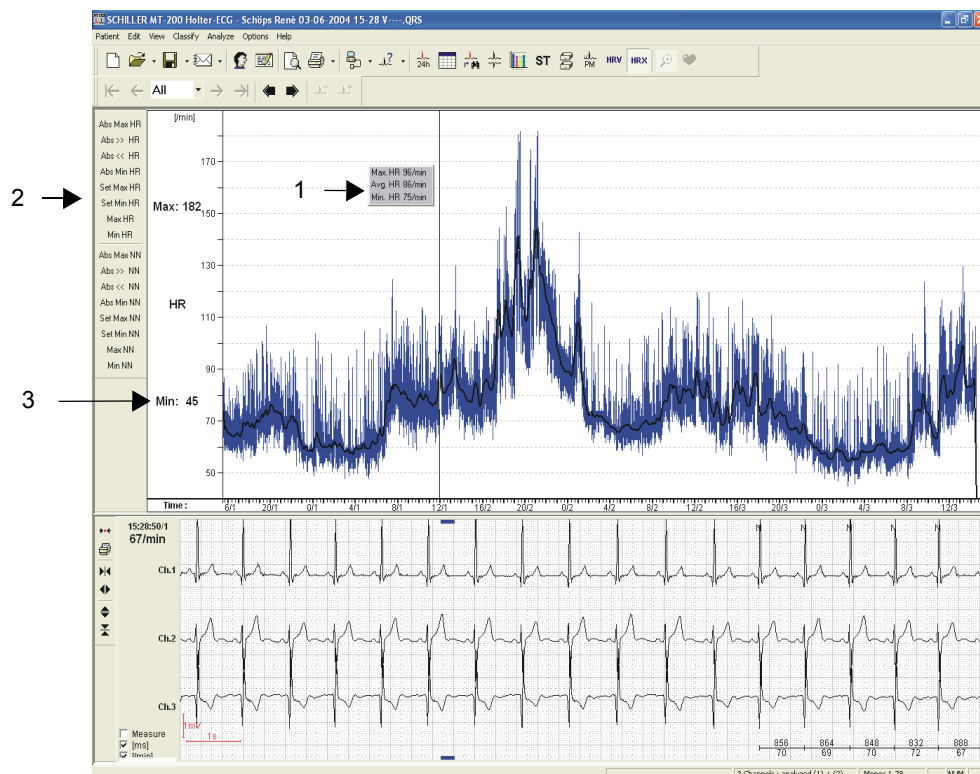 SCHILLER MT-200 Holter-ECG - Schöps Renè 03-06-2004 15-28 V----.QRS
Patient Edit View Classify Analyze Options Help
24h ST PM HRV HRX
All
Abs Max HR
Abs >> HR
Abs << HR
Abs Min HR
Set Max HR
Set Min HR
Max HR
Min HR
Abs Max NN
Abs >> NN
Abs << NN
Abs Min NN
Set Max NN
Set Min NN
Max NN
Min NN
2
3
[/min]
170
Max: 182
150
130
HR
110
90
Min: 45
70
50
1
Max. HR 96/min
Avg. HR 86/min
Min. HR 75/min
Time : 6/1 20/1 0/1 4/1 8/1 12/1 16/2 20/2 0/2 4/2 8/2 12/2 16/3 20/3 0/3 4/3 8/3 12/3
15:28:50/1
67/min
N N N N N
Ch.1
Ch.2
Ch.3
1mV
1s
Measure
[ms]
[/min]
856 864 848 832 888
70 69 70 72 67
3 Channels : analyzed (1) + (2) Memos 1-78 NUM